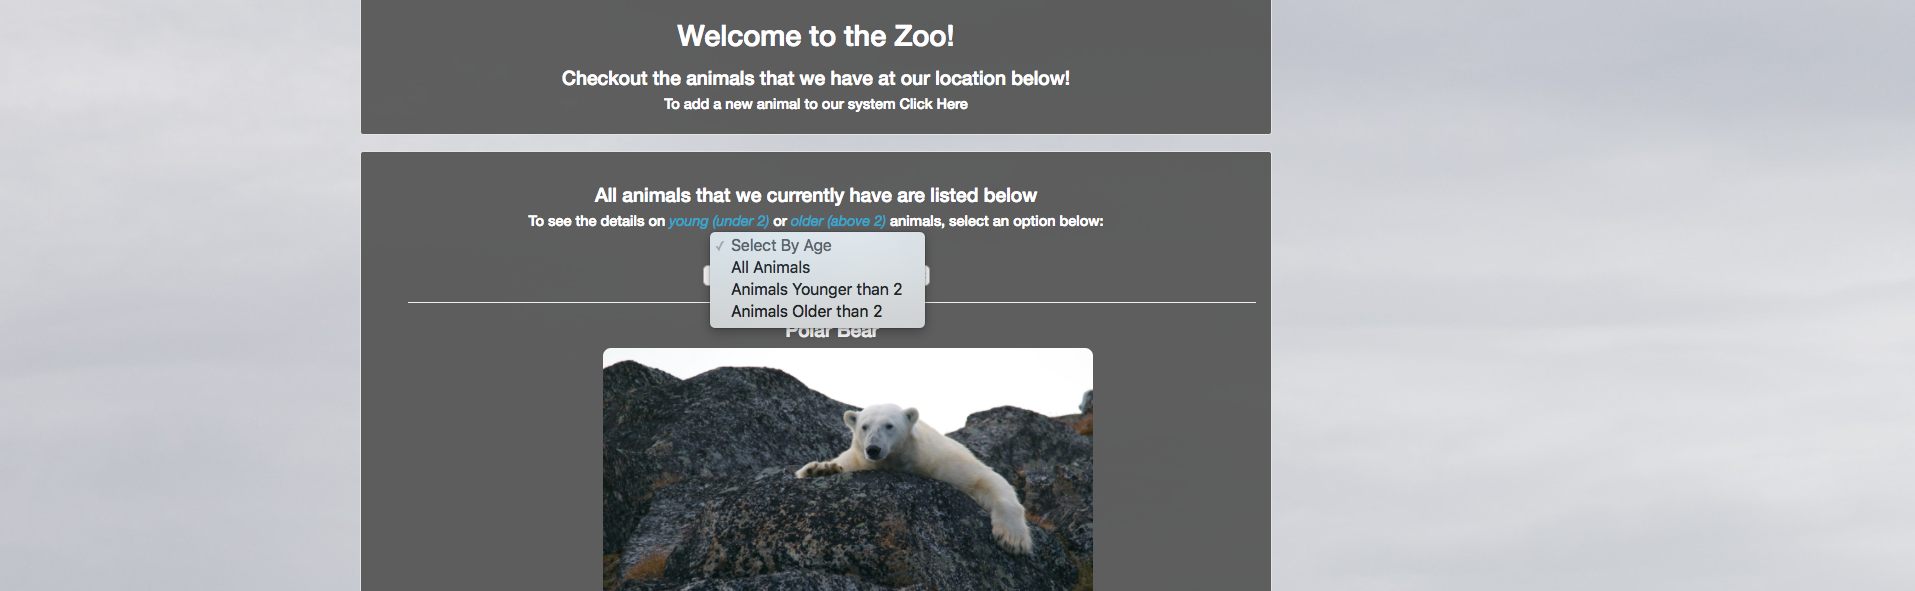 Welcome to the Zoo!
Checkout the animals that we have at our location below!
To add a new animal to our system Click Here
All animals that we currently have are listed below
To see the details on young (under 2) or older (above 2) animals, select an option below:
✓ Select By Age
All Animals
Animals Younger than 2
Animals Older than 2
Polar Bear